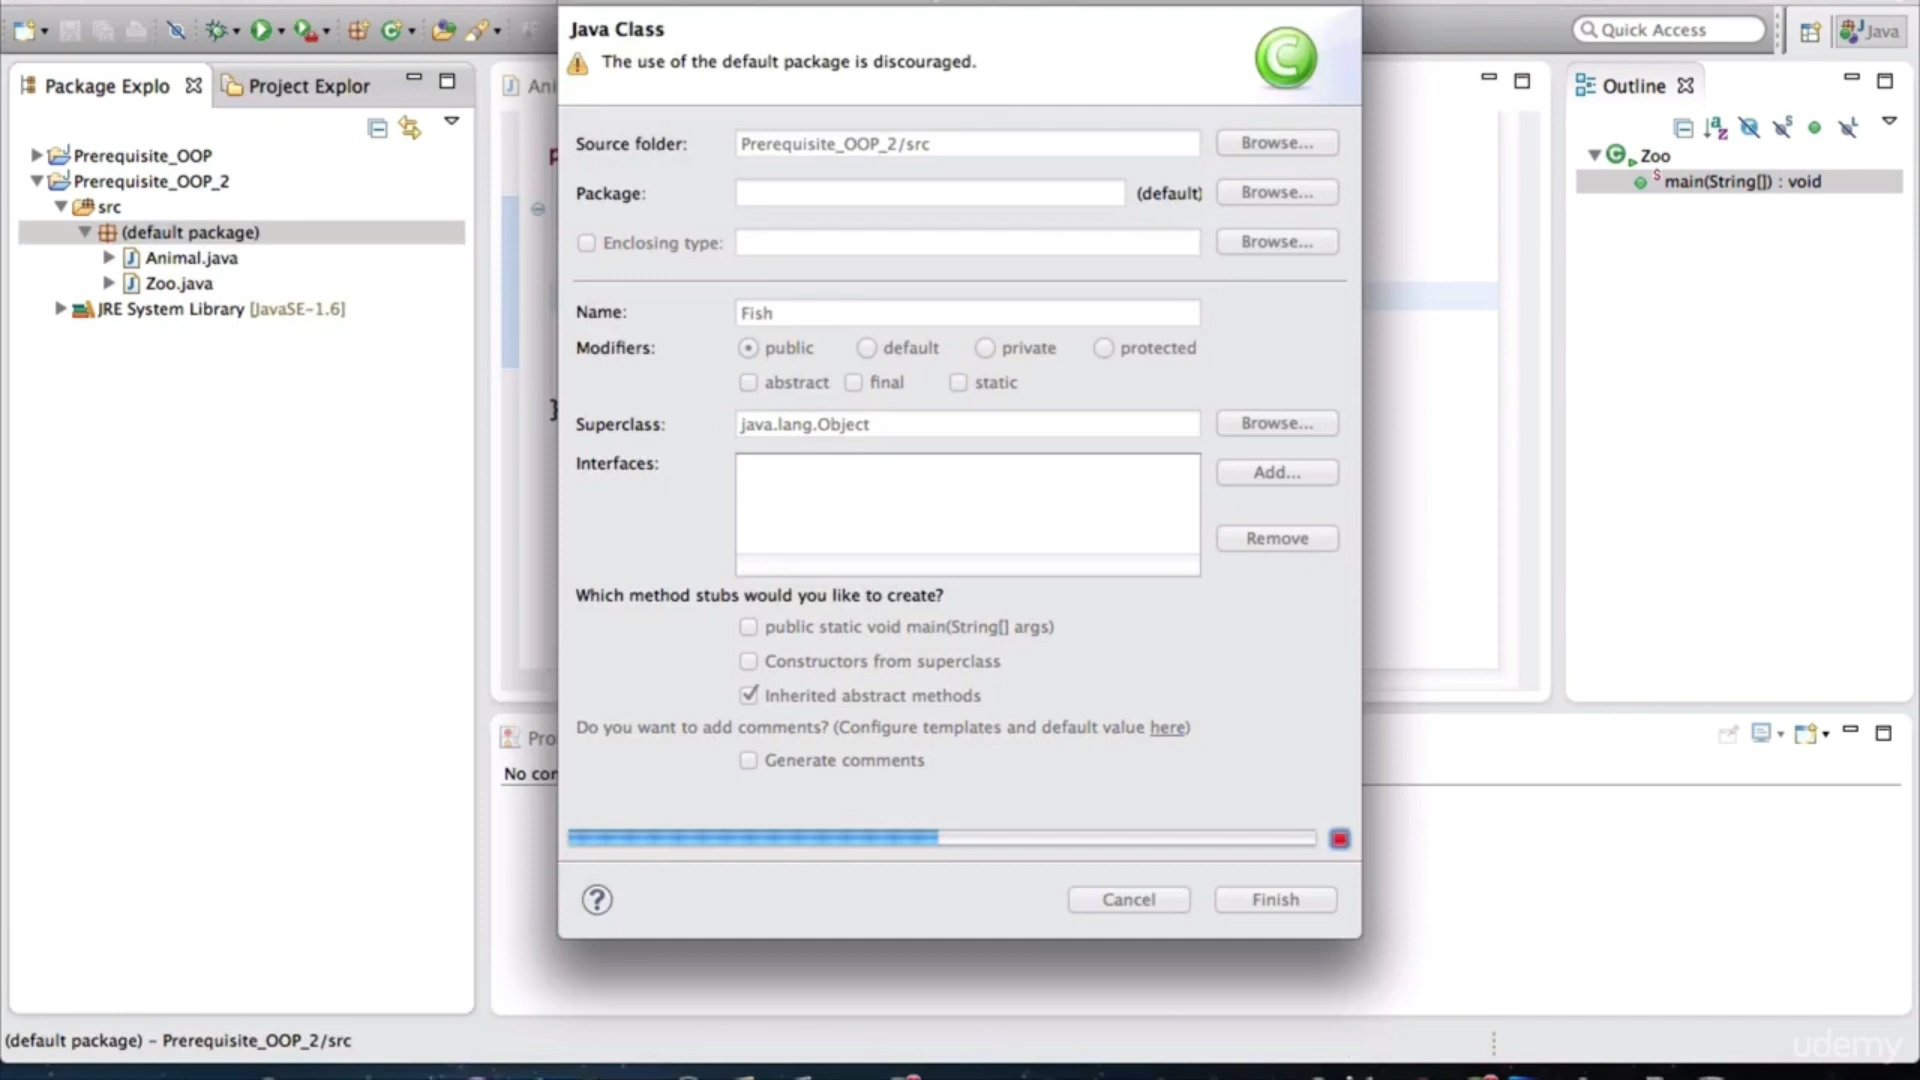 Quick Access
Java
Package Explo
Project Explor
Prerequisite_OOP
Prerequisite_OOP_2
src
(default package)
Animal.java
Zoo.java
JRE System Library [JavaSE-1.6]
Ani
p
}
Java Class
The use of the default package is discouraged.
Source folder: Prerequisite_OOP_2/src Browse...
Package: (default) Browse...
Enclosing type: Browse...
Name: Fish
Modifiers: public default private protected
abstract final static
Superclass: java.lang.Object Browse...
Interfaces: Add...
Remove
Which method stubs would you like to create?
public static void main(String[] args)
Constructors from superclass
Inherited abstract methods
Do you want to add comments? (Configure templates and default value here)
Generate comments
? Cancel Finish
Outline
Zoo
main(String[]) : void
Pro
No con
(default package) – Prerequisite_OOP_2/src
udemy